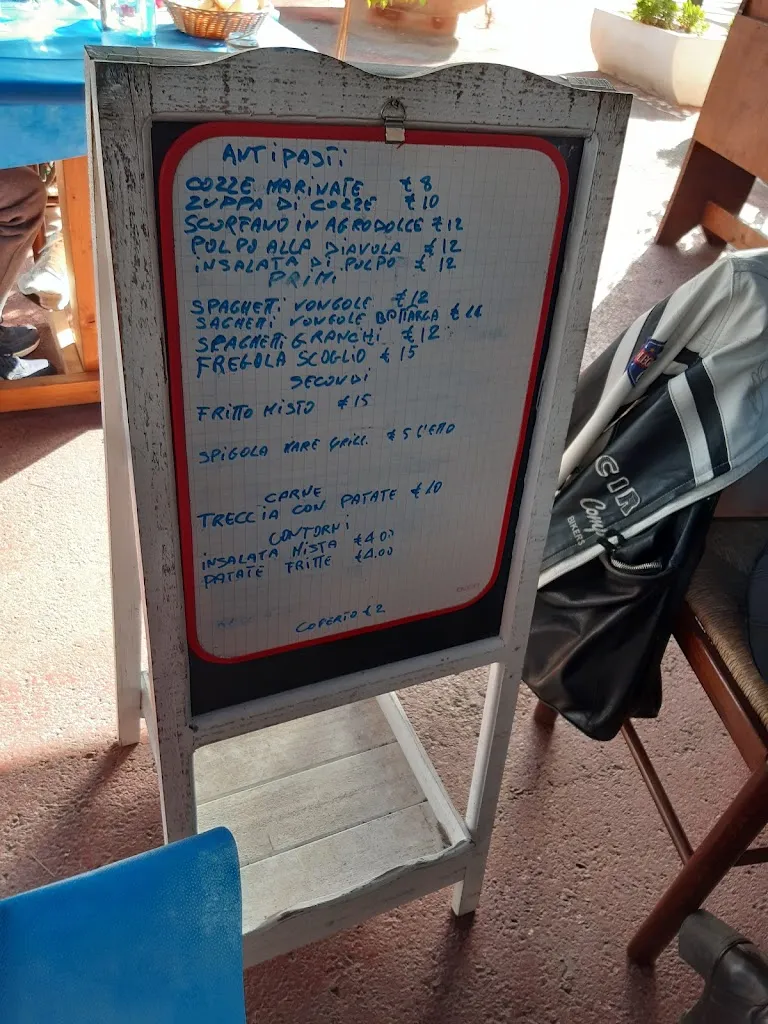 ANTIPASTI
COZZE MARINATE € 8
ZUPPA DI COZZE € 10
SCORFANO IN AGRODOLCE € 12
POLPO ALLA DIAVOLA € 12
INSALATA DI POLPO € 12
PRIMI
SPAGHETTI VONGOLE € 12
SAGHETTI VONGOLE BOTTARGA €
SPAGHETTI GRANCHI € 12
FREGOLA SCOGLIO € 15
SECONDI
FRITTO MISTO € 15
SPIGOLA MARE GRILL. € 5 L'ETTO
CARNE
TRECCIA CON PATATE € 10
CONTORNI
INSALATA MISTA €4.00
PATATE FRITTE €4.00
COPERTO €2
CIR
BIKERS